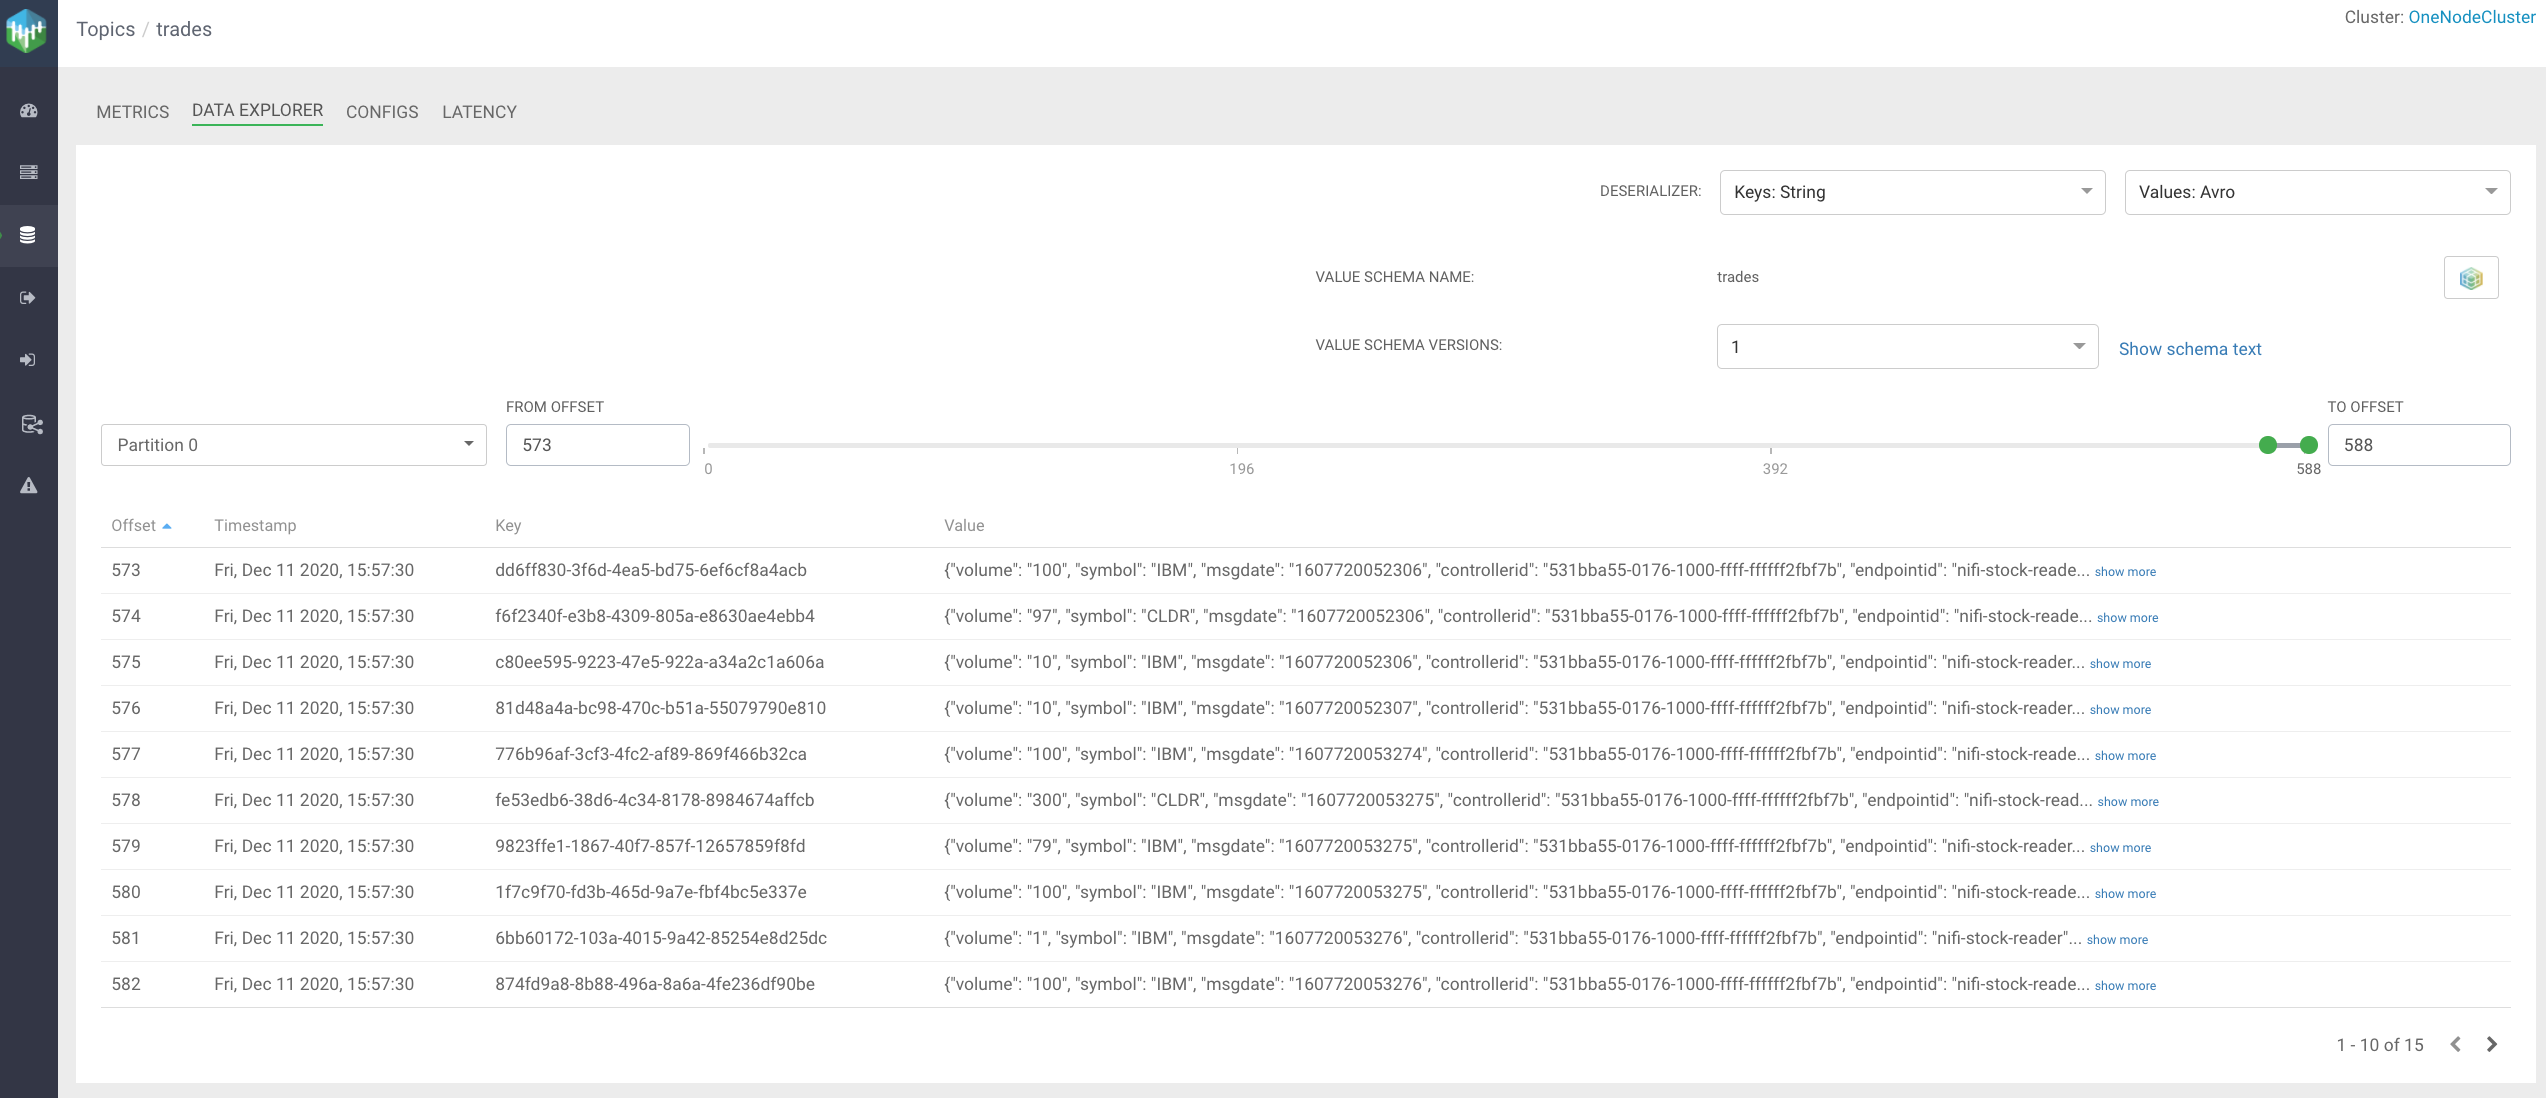 Topics / trades
Cluster: OneNodeCluster
METRICS DATA EXPLORER CONFIGS LATENCY
DESERIALIZER: Keys: String Values: Avro
VALUE SCHEMA NAME: trades
VALUE SCHEMA VERSIONS: 1 Show schema text
FROM OFFSET TO OFFSET
Partition 0 573 588
0 196 392 588
Offset Timestamp Key Value
573 Fri, Dec 11 2020, 15:57:30 dd6ff830-3f6d-4ea5-bd75-6ef6cf8a4acb {"volume": "100", "symbol": "IBM", "msgdate": "1607720052306", "controllerid": "531bba55-0176-1000-ffff-ffffff2fbf7b", "endpointid": "nifi-stock-reade... show more
574 Fri, Dec 11 2020, 15:57:30 f6f2340f-e3b8-4309-805a-e8630ae4ebb4 {"volume": "97", "symbol": "CLDR", "msgdate": "1607720052306", "controllerid": "531bba55-0176-1000-ffff-ffffff2fbf7b", "endpointid": "nifi-stock-reade... show more
575 Fri, Dec 11 2020, 15:57:30 c80ee595-9223-47e5-922a-a34a2c1a606a {"volume": "10", "symbol": "IBM", "msgdate": "1607720052306", "controllerid": "531bba55-0176-1000-ffff-ffffff2fbf7b", "endpointid": "nifi-stock-reader... show more
576 Fri, Dec 11 2020, 15:57:30 81d48a4a-bc98-470c-b51a-55079790e810 {"volume": "10", "symbol": "IBM", "msgdate": "1607720052307", "controllerid": "531bba55-0176-1000-ffff-ffffff2fbf7b", "endpointid": "nifi-stock-reader... show more
577 Fri, Dec 11 2020, 15:57:30 776b96af-3cf3-4fc2-af89-869f466b32ca {"volume": "100", "symbol": "IBM", "msgdate": "1607720053274", "controllerid": "531bba55-0176-1000-ffff-ffffff2fbf7b", "endpointid": "nifi-stock-reade... show more
578 Fri, Dec 11 2020, 15:57:30 fe53edb6-38d6-4c34-8178-8984674affcb {"volume": "300", "symbol": "CLDR", "msgdate": "1607720053275", "controllerid": "531bba55-0176-1000-ffff-ffffff2fbf7b", "endpointid": "nifi-stock-read... show more
579 Fri, Dec 11 2020, 15:57:30 9823ffe1-1867-40f7-857f-12657859f8fd {"volume": "79", "symbol": "IBM", "msgdate": "1607720053275", "controllerid": "531bba55-0176-1000-ffff-ffffff2fbf7b", "endpointid": "nifi-stock-reader... show more
580 Fri, Dec 11 2020, 15:57:30 1f7c9f70-fd3b-465d-9a7e-fbf4bc5e337e {"volume": "100", "symbol": "IBM", "msgdate": "1607720053275", "controllerid": "531bba55-0176-1000-ffff-ffffff2fbf7b", "endpointid": "nifi-stock-reade... show more
581 Fri, Dec 11 2020, 15:57:30 6bb60172-103a-4015-9a42-85254e8d25dc {"volume": "1", "symbol": "IBM", "msgdate": "1607720053276", "controllerid": "531bba55-0176-1000-ffff-ffffff2fbf7b", "endpointid": "nifi-stock-reader"... show more
582 Fri, Dec 11 2020, 15:57:30 874fd9a8-8b88-496a-8a6a-4fe236df90be {"volume": "100", "symbol": "IBM", "msgdate": "1607720053276", "controllerid": "531bba55-0176-1000-ffff-ffffff2fbf7b", "endpointid": "nifi-stock-reade... show more
1 - 10 of 15